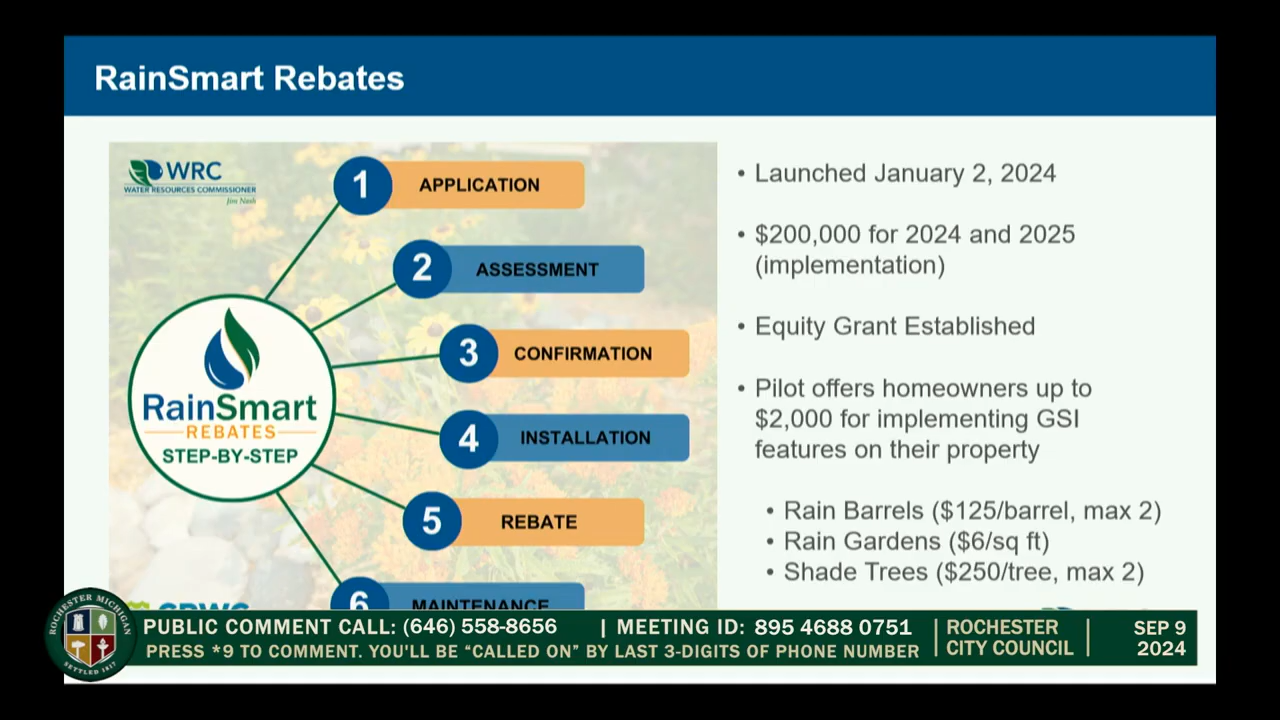 RainSmart Rebates
WRC
WATER RESOURCES COMMISSIONER
Jim Nash
1 APPLICATION
2 ASSESSMENT
3 CONFIRMATION
4 INSTALLATION
5 REBATE
6 MAINTENANCE
RainSmart
REBATES
STEP-BY-STEP
• Launched January 2, 2024
• $200,000 for 2024 and 2025
(implementation)
• Equity Grant Established
• Pilot offers homeowners up to
$2,000 for implementing GSI
features on their property
• Rain Barrels ($125/barrel, max 2)
• Rain Gardens ($6/sq ft)
• Shade Trees ($250/tree, max 2)
ROCHESTER MICHIGAN
SETTLED 1817
PUBLIC COMMENT CALL: (646) 558-8656 | MEETING ID: 895 4688 0751
PRESS *9 TO COMMENT. YOU'LL BE “CALLED ON” BY LAST 3-DIGITS OF PHONE NUMBER
ROCHESTER
CITY COUNCIL
SEP 9
2024